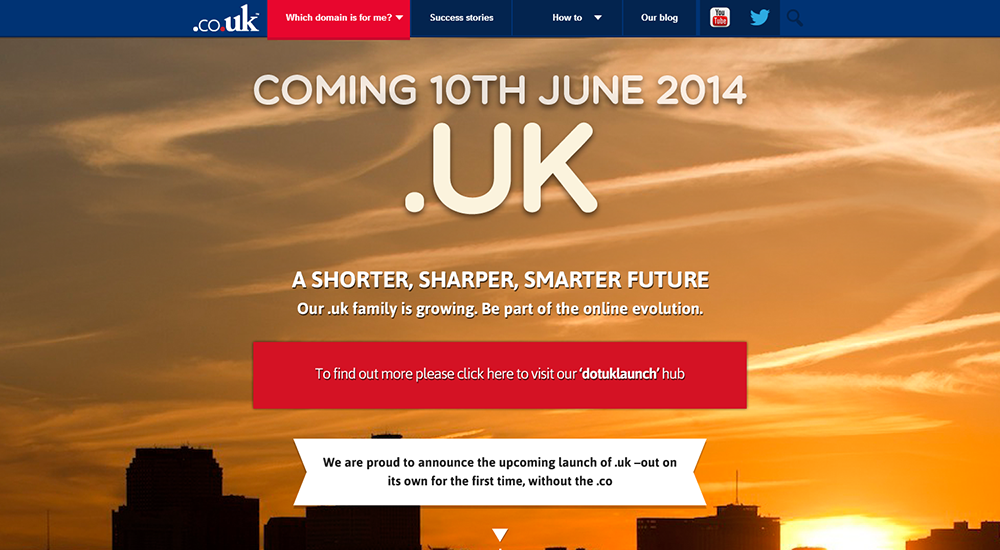 .co.uk™
Which domain is for me?
Success stories
How to
Our blog
You
Tube
COMING 10TH JUNE 2014
.UK
A SHORTER, SHARPER, SMARTER FUTURE
Our .uk family is growing. Be part of the online evolution.
To find out more please click here to visit our ‘dotuklaunch’ hub
We are proud to announce the upcoming launch of .uk –out on
its own for the first time, without the .co